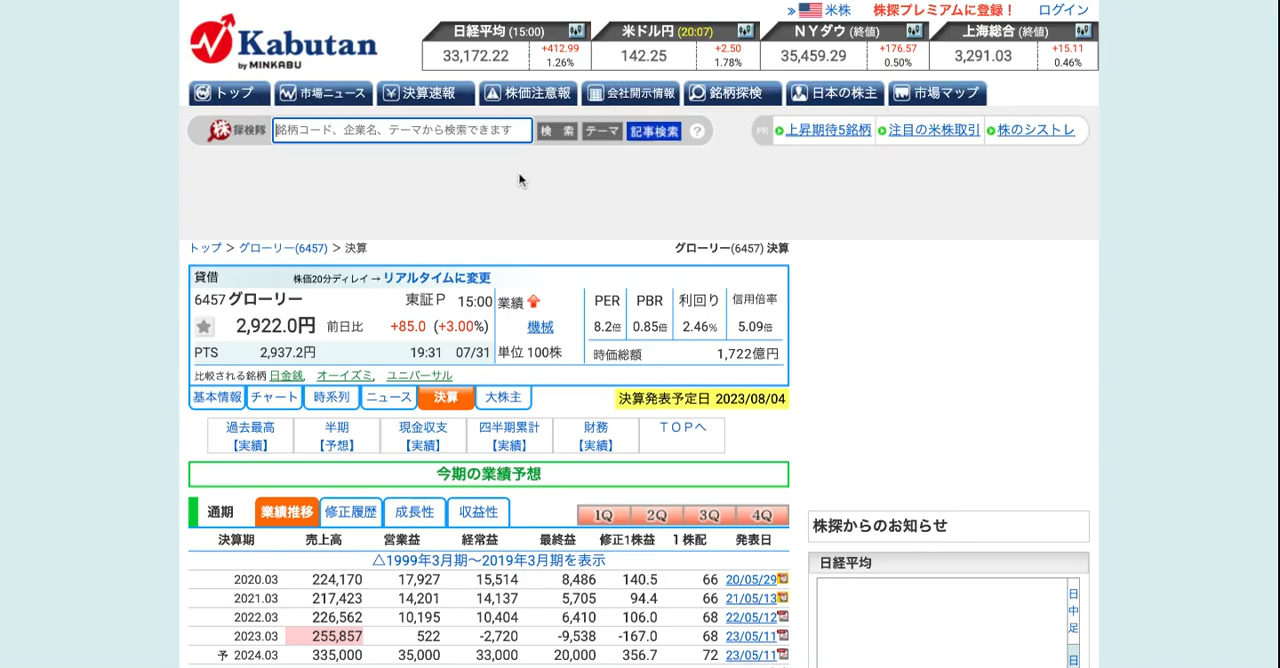 米株 株探プレミアムに登録！ ログイン
Kabutan
by MINKABU
日経平均 (15:00) 米ドル円 (20:07) ＮＹダウ (終値) 上海総合 (終値)
33,172.22 +412.99 1.26% 142.25 +2.50 1.78% 35,459.29 +176.57 0.50% 3,291.03 +15.11 0.46%
トップ 市場ニュース 決算速報 株価注意報 会社開示情報 銘柄探検 日本の株主 市場マップ
株探検隊 銘柄コード、企業名、テーマから検索できます 検 索 テーマ 記事検索 ? PR 上昇期待5銘柄 注目の米株取引 株のシストレ
トップ > グローリー(6457) > 決算 グローリー(6457) 決算
貸借 株価20分ディレイ → リアルタイムに変更
6457 グローリー 東証Ｐ 15:00 業績 PER PBR 利回り 信用倍率
2,922.0円 前日比 +85.0 (+3.00%) 機械 8.2倍 0.85倍 2.46% 5.09倍
PTS 2,937.2円 19:31 07/31 単位 100株 時価総額 1,722億円
比較される銘柄 日金銭, オーイズミ, ユニバーサル
基本情報 チャート 時系列 ニュース 決算 大株主 決算発表予定日 2023/08/04
過去最高【実績】 半期【予想】 現金収支【実績】 四半期累計【実績】 財務【実績】 ＴＯＰへ
今期の業績予想
通期 業績推移 修正履歴 成長性 収益性 1Q 2Q 3Q 4Q
決算期 売上高 営業益 経常益 最終益 修正1株益 1株配 発表日
△1999年3月期～2019年3月期を表示
2020.03 224,170 17,927 15,514 8,486 140.5 66 20/05/29
2021.03 217,423 14,201 14,137 5,705 94.4 66 21/05/13
2022.03 226,562 10,195 10,404 6,410 106.0 68 22/05/12
2023.03 255,857 522 -2,720 -9,538 -167.0 68 23/05/11
予 2024.03 335,000 35,000 33,000 20,000 356.7 72 23/05/11
株探からのお知らせ
日経平均
日中足
日